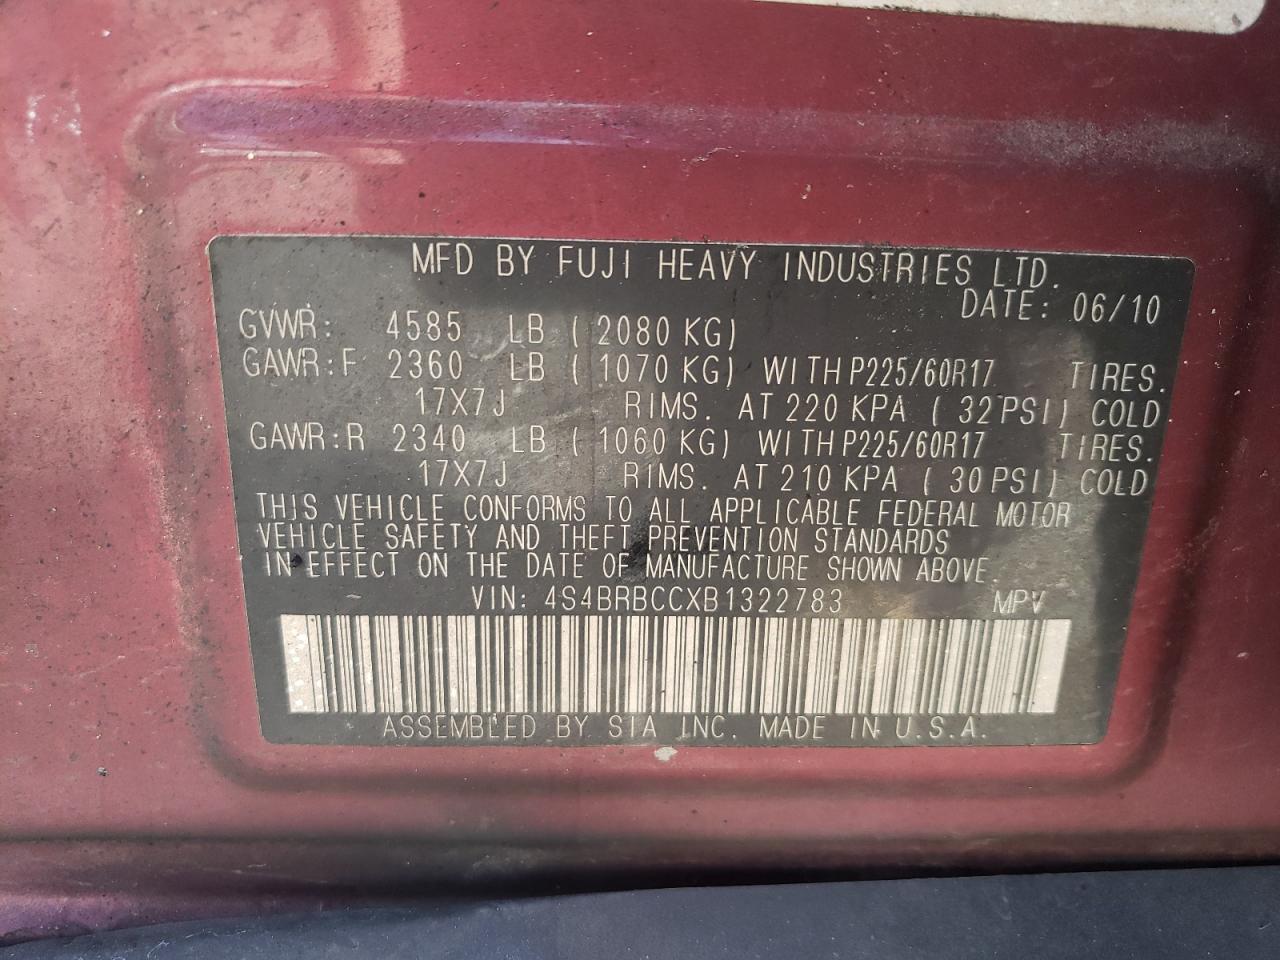 MFD BY FUJI HEAVY INDUSTRIES LTD.
DATE: 06/10
GVWR: 4585 LB ( 2080 KG)
GAWR:F 2360 LB ( 1070 KG) WITH P225/60R17 TIRES.
17X7J RIMS. AT 220 KPA ( 32 PSI) COLD
GAWR:R 2340 LB ( 1060 KG) WITH P225/60R17 TIRES.
17X7J RIMS. AT 210 KPA ( 30 PSI) COLD
THIS VEHICLE CONFORMS TO ALL APPLICABLE FEDERAL MOTOR
VEHICLE SAFETY AND THEFT PREVENTION STANDARDS
IN EFFECT ON THE DATE OF MANUFACTURE SHOWN ABOVE.
VIN: 4S4BRBCCXB1322783 MPV
ASSEMBLED BY SIA INC. MADE IN U.S.A.